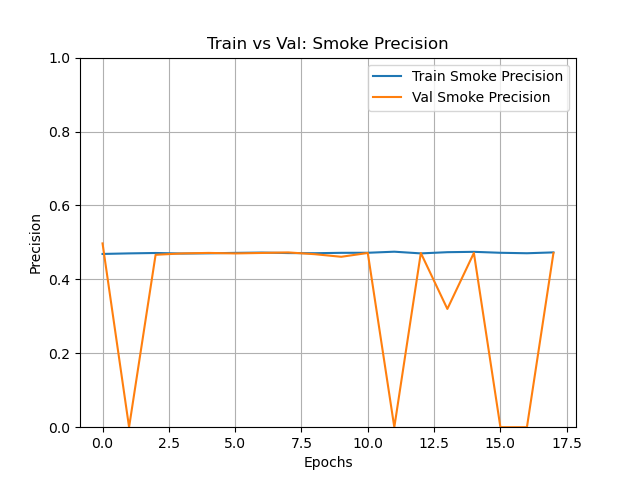 Train vs Val: Smoke Precision
1.0
Train Smoke Precision
Val Smoke Precision
0.8
0.6
Precision
0.4
0.2
0.0
0.0 2.5 5.0 7.5 10.0 12.5 15.0 17.5
Epochs